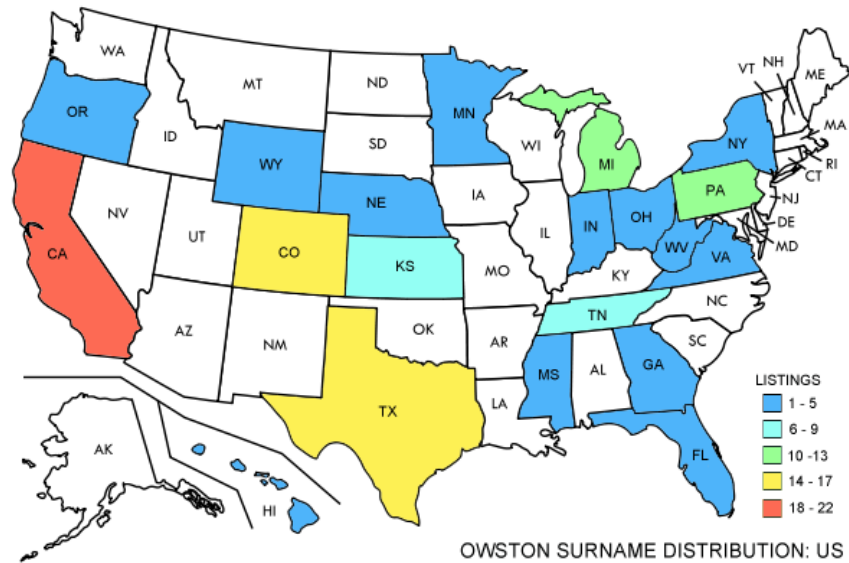 WA
MT
ND
MN
OR
ID
SD
WI
MI
WY
NE
IA
NV
UT
CO
CA
KS
IL
IN
OH
MO
KY
WV
VA
PA
NY
VT
NH
ME
MA
RI
CT
NJ
DE
MD
AZ
NM
OK
AR
TN
NC
SC
TX
LA
MS
AL
GA
FL
AK
HI
LISTINGS
1 - 5
6 - 9
10 -13
14 - 17
18 - 22
OWSTON SURNAME DISTRIBUTION: US